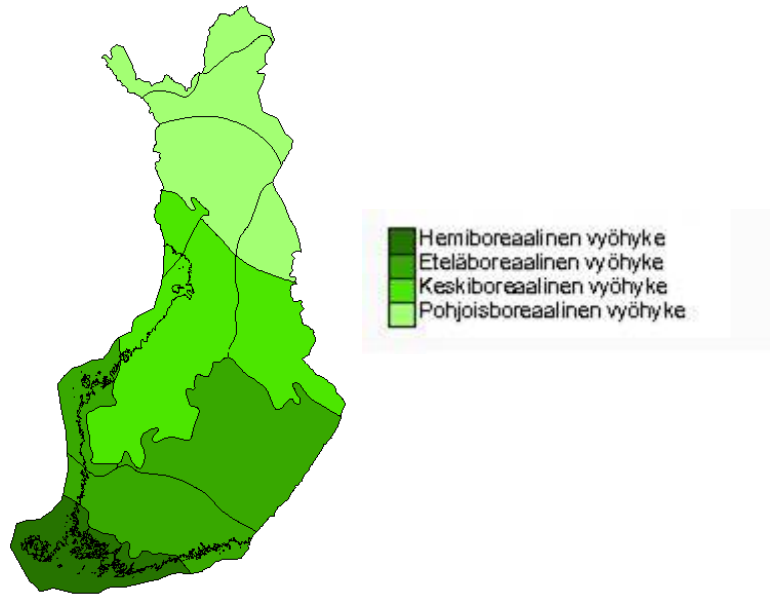 Hemiboreaalinen vyöhyke
Eteläboreaalinen vyöhyke
Keskiboreaalinen vyöhyke
Pohjoisboreaalinen vyöhyke